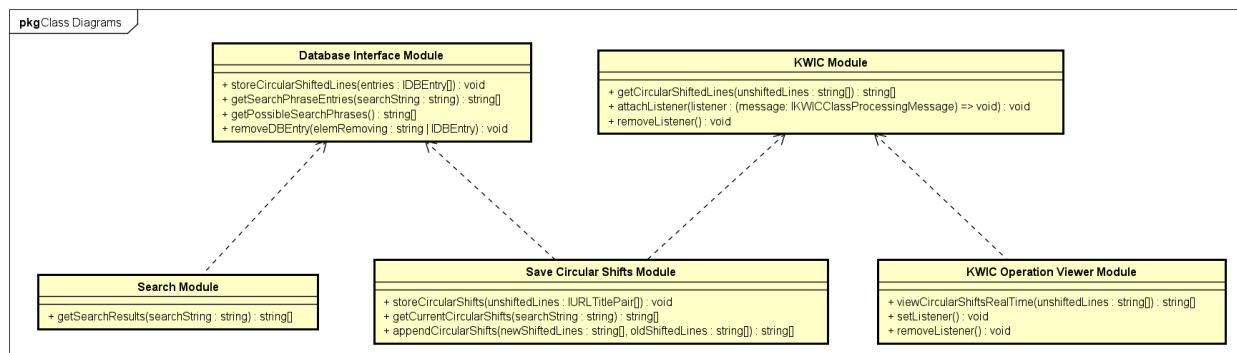 pkg Class Diagrams
Database Interface Module
+ storeCircularShiftedLines(entries : IDBEntry[]) : void
+ getSearchPhraseEntries(searchString : string) : string[]
+ getPossibleSearchPhrases() : string[]
+ removeDBEntry(elemRemoving : string | IDBEntry) : void
KWIC Module
+ getCircularShiftedLines(unshiftedLines : string[]) : string[]
+ attachListener(listener : (message: IKWICClassProcessingMessage) => void) : void
+ removeListener() : void
Search Module
+ getSearchResults(searchString : string) : string[]
Save Circular Shifts Module
+ storeCircularShifts(unshiftedLines : IURLTitlePair[]) : void
+ getCurrentCircularShifts(searchString : string) : string[]
+ appendCircularShifts(newShiftedLines : string[], oldShiftedLines : string[]) : string[]
KWIC Operation Viewer Module
+ viewCircularShiftsRealTime(unshiftedLines : string[]) : string[]
+ setListener() : void
+ removeListener() : void